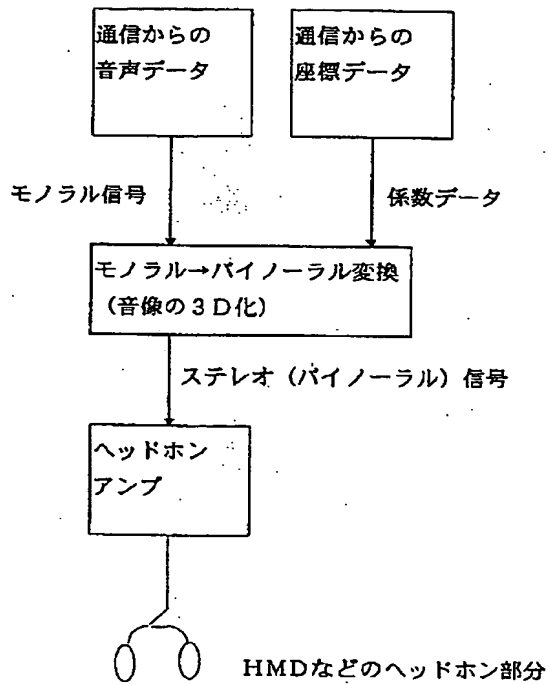 通信からの
音声データ
通信からの
座標データ
モノラル信号
係数データ
モノラル→バイノーラル変換
(音像の3D化)
ステレオ(バイノーラル)信号
ヘッドホン
アンプ
HMDなどのヘッドホン部分